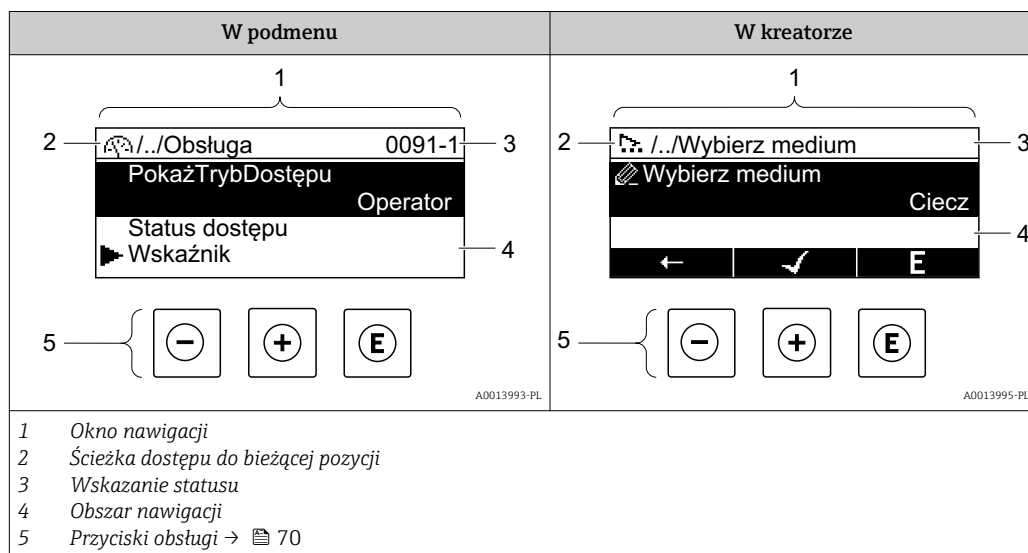 W podmenu
W kreatorze
1
2
/../Obsługa 0091-1
3
PokażTrybDostępu
Operator
Status dostępu
Wskaźnik
4
5
E
A0013993-PL
1
2
/../Wybierz medium
3
Wybierz medium
Ciecz
4
E
5
E
A0013995-PL
1 Okno nawigacji
2 Ścieżka dostępu do bieżącej pozycji
3 Wskazanie statusu
4 Obszar nawigacji
5 Przyciski obsługi → 70